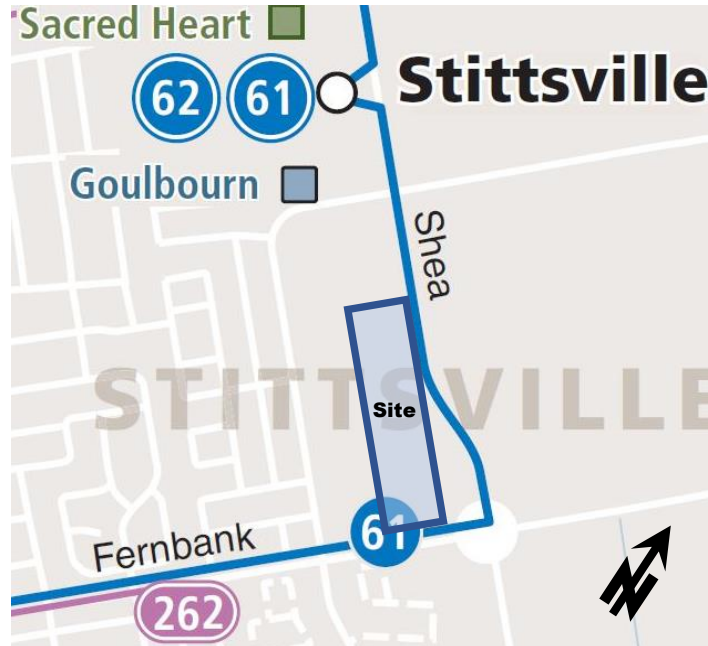 Sacred Heart
62 61 Stittsville
Goulbourn
Shea
STITTSVILLE
Site
61
Fernbank
262
N